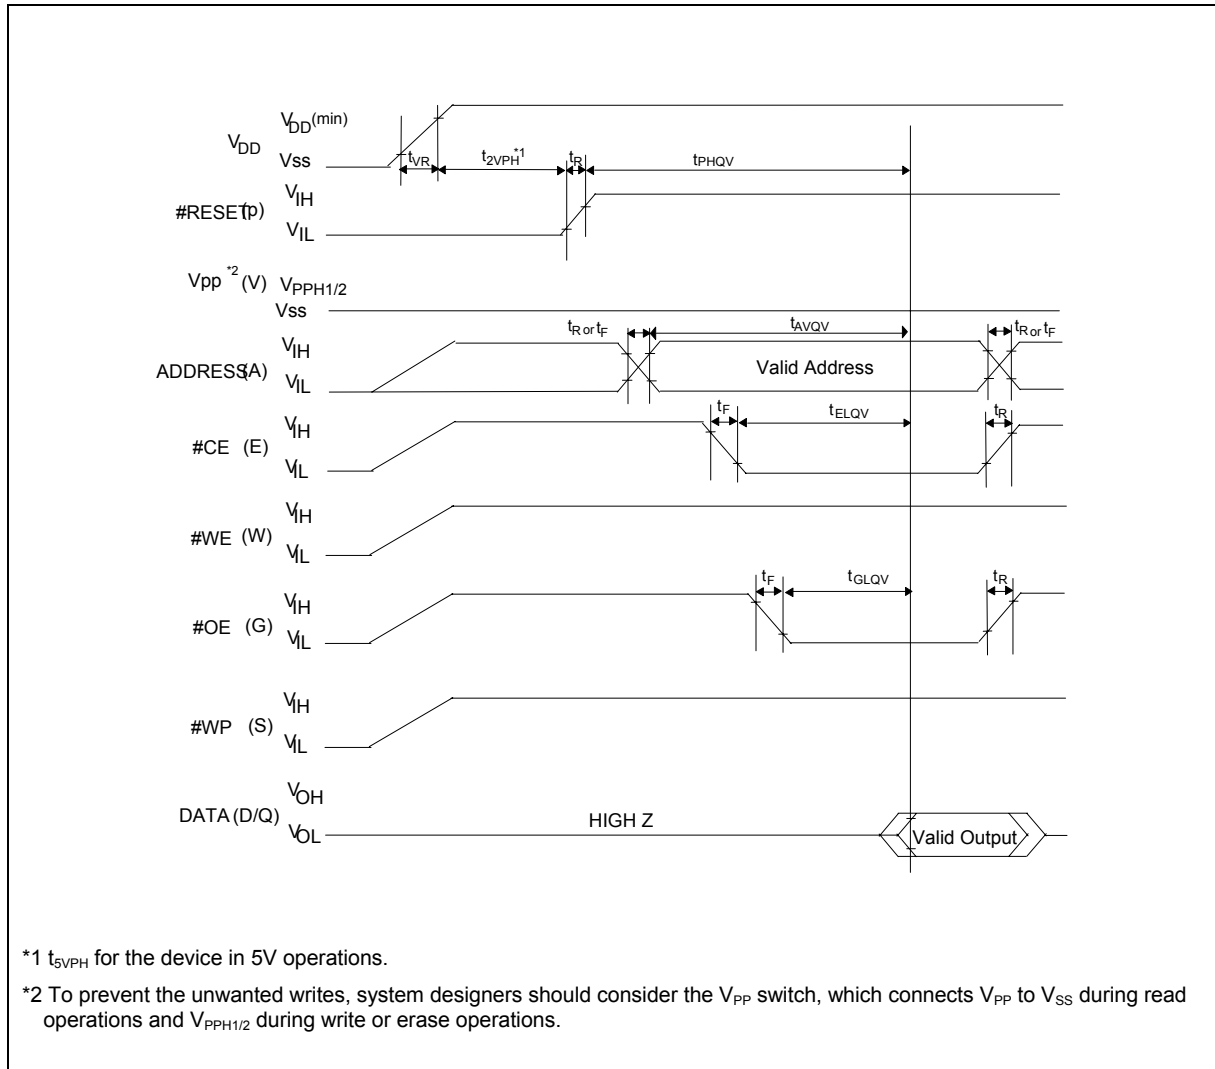 VDD(min)
VDD
Vss
tVR
t2VPH*1
tR
tPHQV
VIH
#RESET(p)
VIL
Vpp*2 (V) VPPH1/2
Vss
tR or tF
tAVQV
tR or tF
VIH
ADDRESS(A)
VIL
Valid Address
tF
tELQV
tR
VIH
#CE (E)
VIL
VIH
#WE (W)
VIL
tF
tGLQV
tR
VIH
#OE (G)
VIL
VIH
#WP (S)
VIL
VOH
DATA (D/Q)
VOL
HIGH Z
Valid Output
*1 t5VPH for the device in 5V operations.
*2 To prevent the unwanted writes, system designers should consider the VPP switch, which connects VPP to VSS during read
operations and VPPH1/2 during write or erase operations.